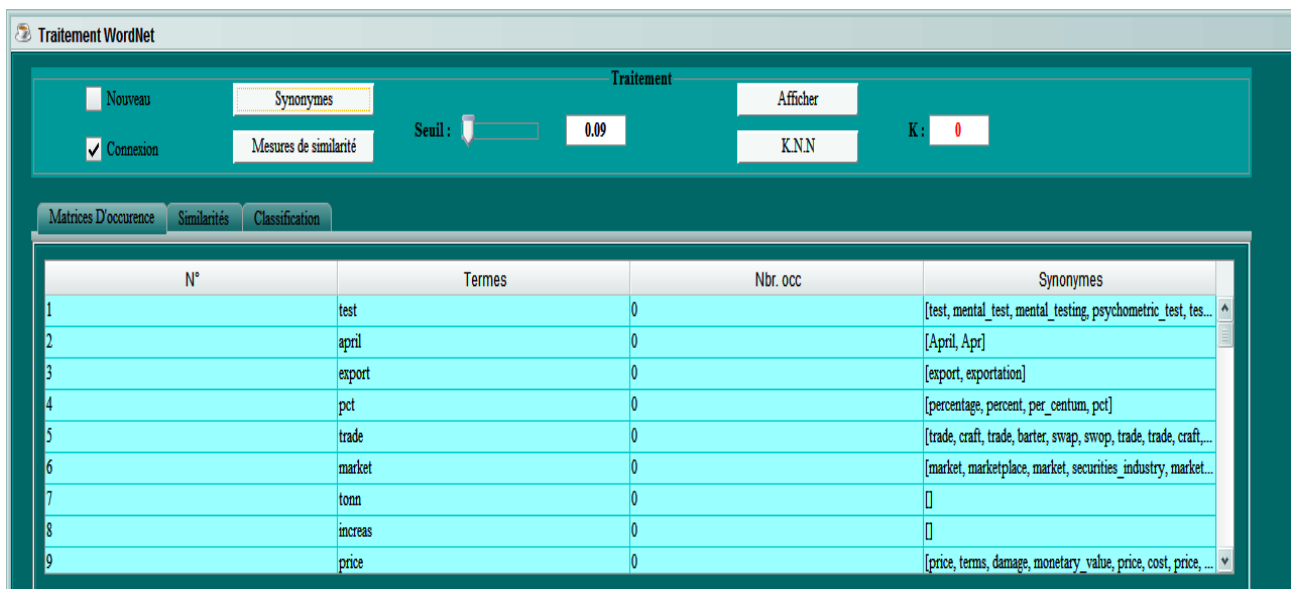 Traitement WordNet
Traitement
Nouveau Synonymes Afficher
Seuil : 0.09 K : 0
Connexion Mesures de similarité K.N.N
Matrices D'occurence Similarités Classification
N° Termes Nbr. occ Synonymes
1 test 0 [test, mental_test, mental_testing, psychometric_test, tes...
2 april 0 [April, Apr]
3 export 0 [export, exportation]
4 pct 0 [percentage, percent, per_centum, pct]
5 trade 0 [trade, craft, trade, barter, swap, swop, trade, trade, craft,...
6 market 0 [market, marketplace, market, securities_industry, market...
7 tonn 0 []
8 increas 0 []
9 price 0 [price, terms, damage, monetary_value, price, cost, price, ...